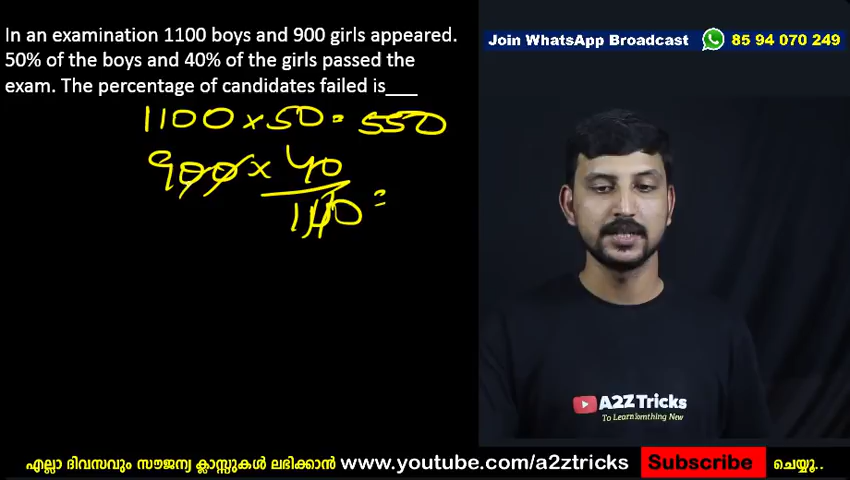 In an examination 1100 boys and 900 girls appeared.
50% of the boys and 40% of the girls passed the
exam. The percentage of candidates failed is___
1100 × 50 = 550
900 × 40
100 =
Join WhatsApp Broadcast 85 94 070 249
A2Z Tricks
To Learn Somthing New
എല്ലാ ദിവസവും സൗജന്യ ക്ലാസ്സുകൾ ലഭിക്കാൻ www.youtube.com/a2ztricks Subscribe ചെയ്യൂ..